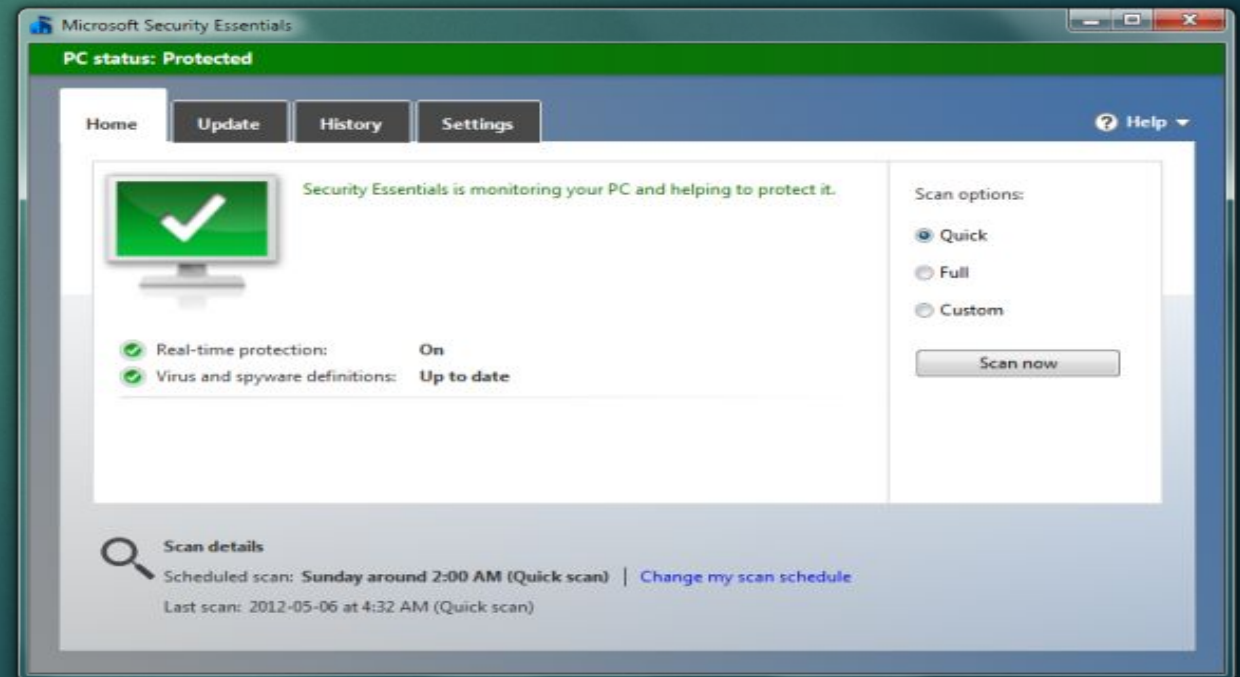 Microsoft Security Essentials
PC status: Protected
Home Update History Settings ? Help
Security Essentials is monitoring your PC and helping to protect it.
Scan options:
Quick
Full
Custom
Scan now
Real-time protection: On
Virus and spyware definitions: Up to date
Scan details
Scheduled scan: Sunday around 2:00 AM (Quick scan) | Change my scan schedule
Last scan: 2012-05-06 at 4:32 AM (Quick scan)